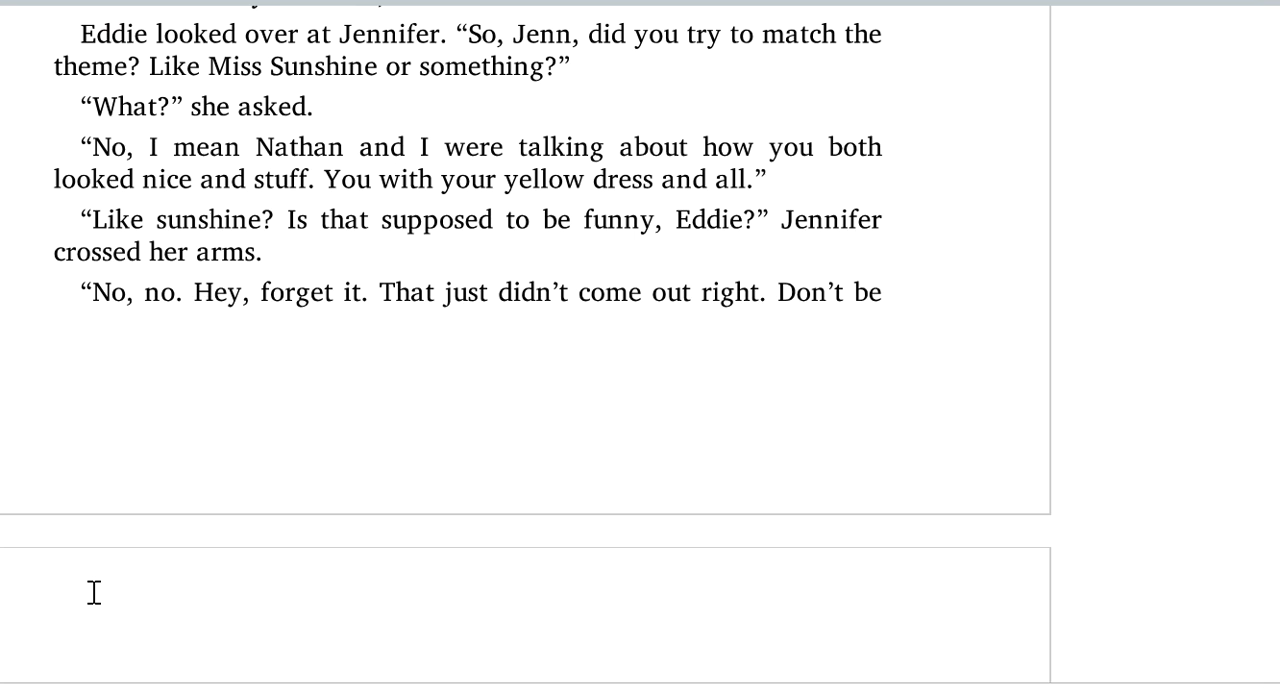 Eddie looked over at Jennifer. “So, Jenn, did you try to match the
theme? Like Miss Sunshine or something?”
“What?” she asked.
“No, I mean Nathan and I were talking about how you both
looked nice and stuff. You with your yellow dress and all.”
“Like sunshine? Is that supposed to be funny, Eddie?” Jennifer
crossed her arms.
“No, no. Hey, forget it. That just didn’t come out right. Don’t be